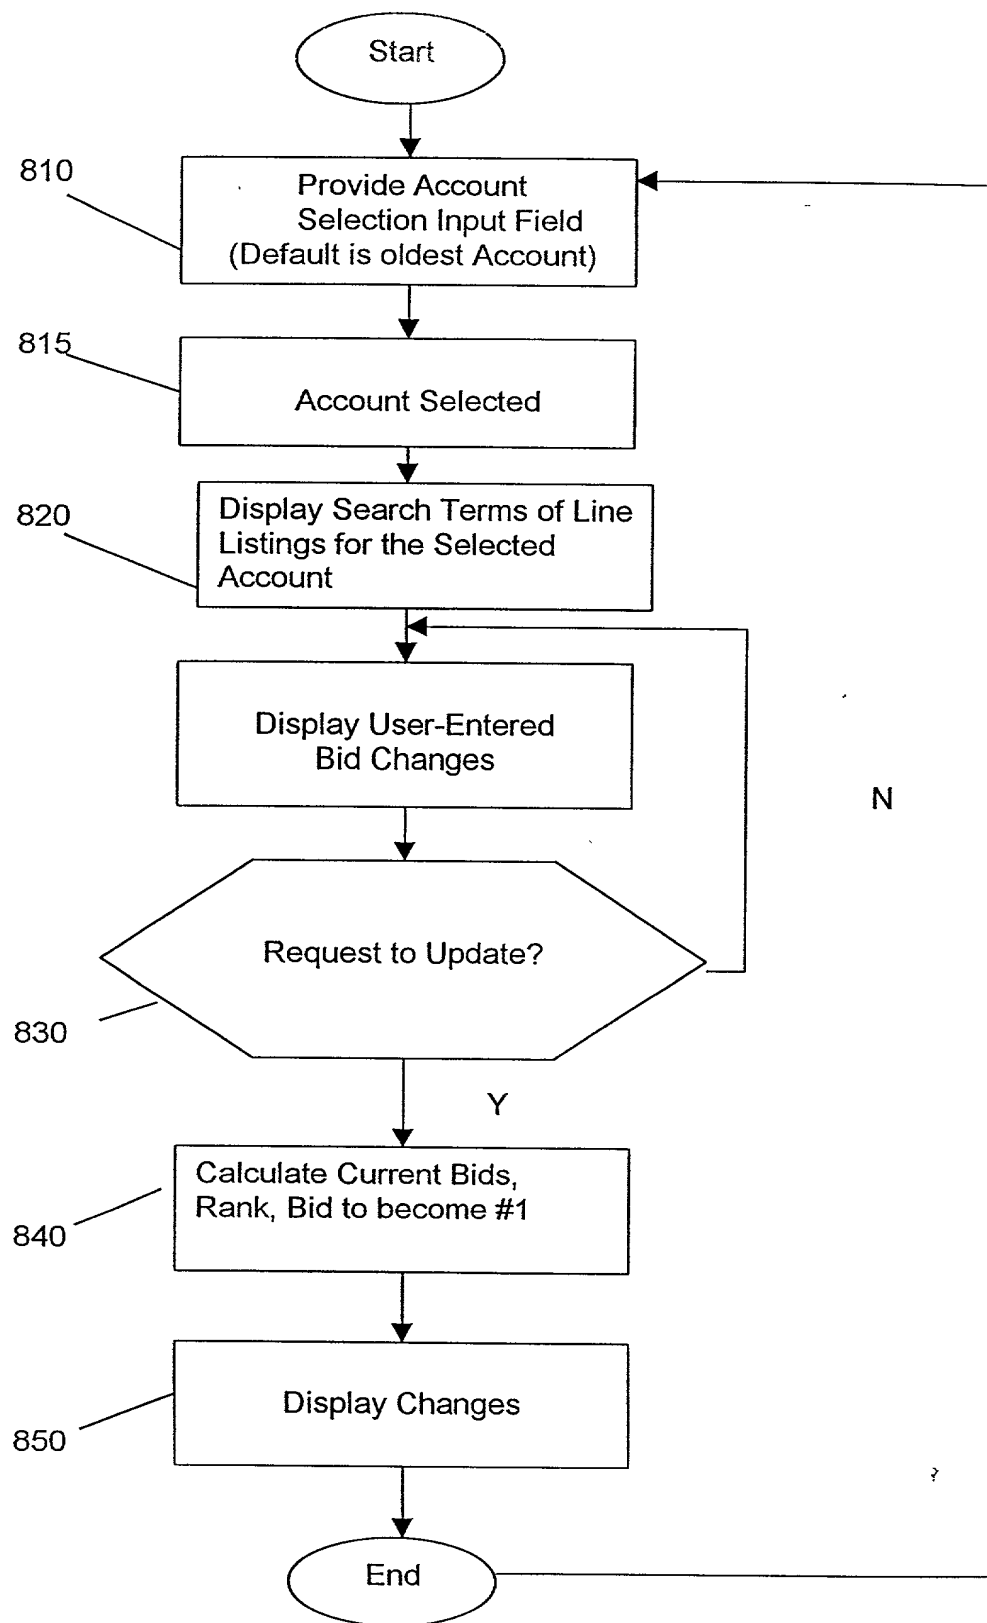 Start
810
Provide Account
Selection Input Field
(Default is oldest Account)
815
Account Selected
820
Display Search Terms of Line
Listings for the Selected
Account
Display User-Entered
Bid Changes
N
Request to Update?
830
Y
Calculate Current Bids,
Rank, Bid to become #1
840
Display Changes
850
End